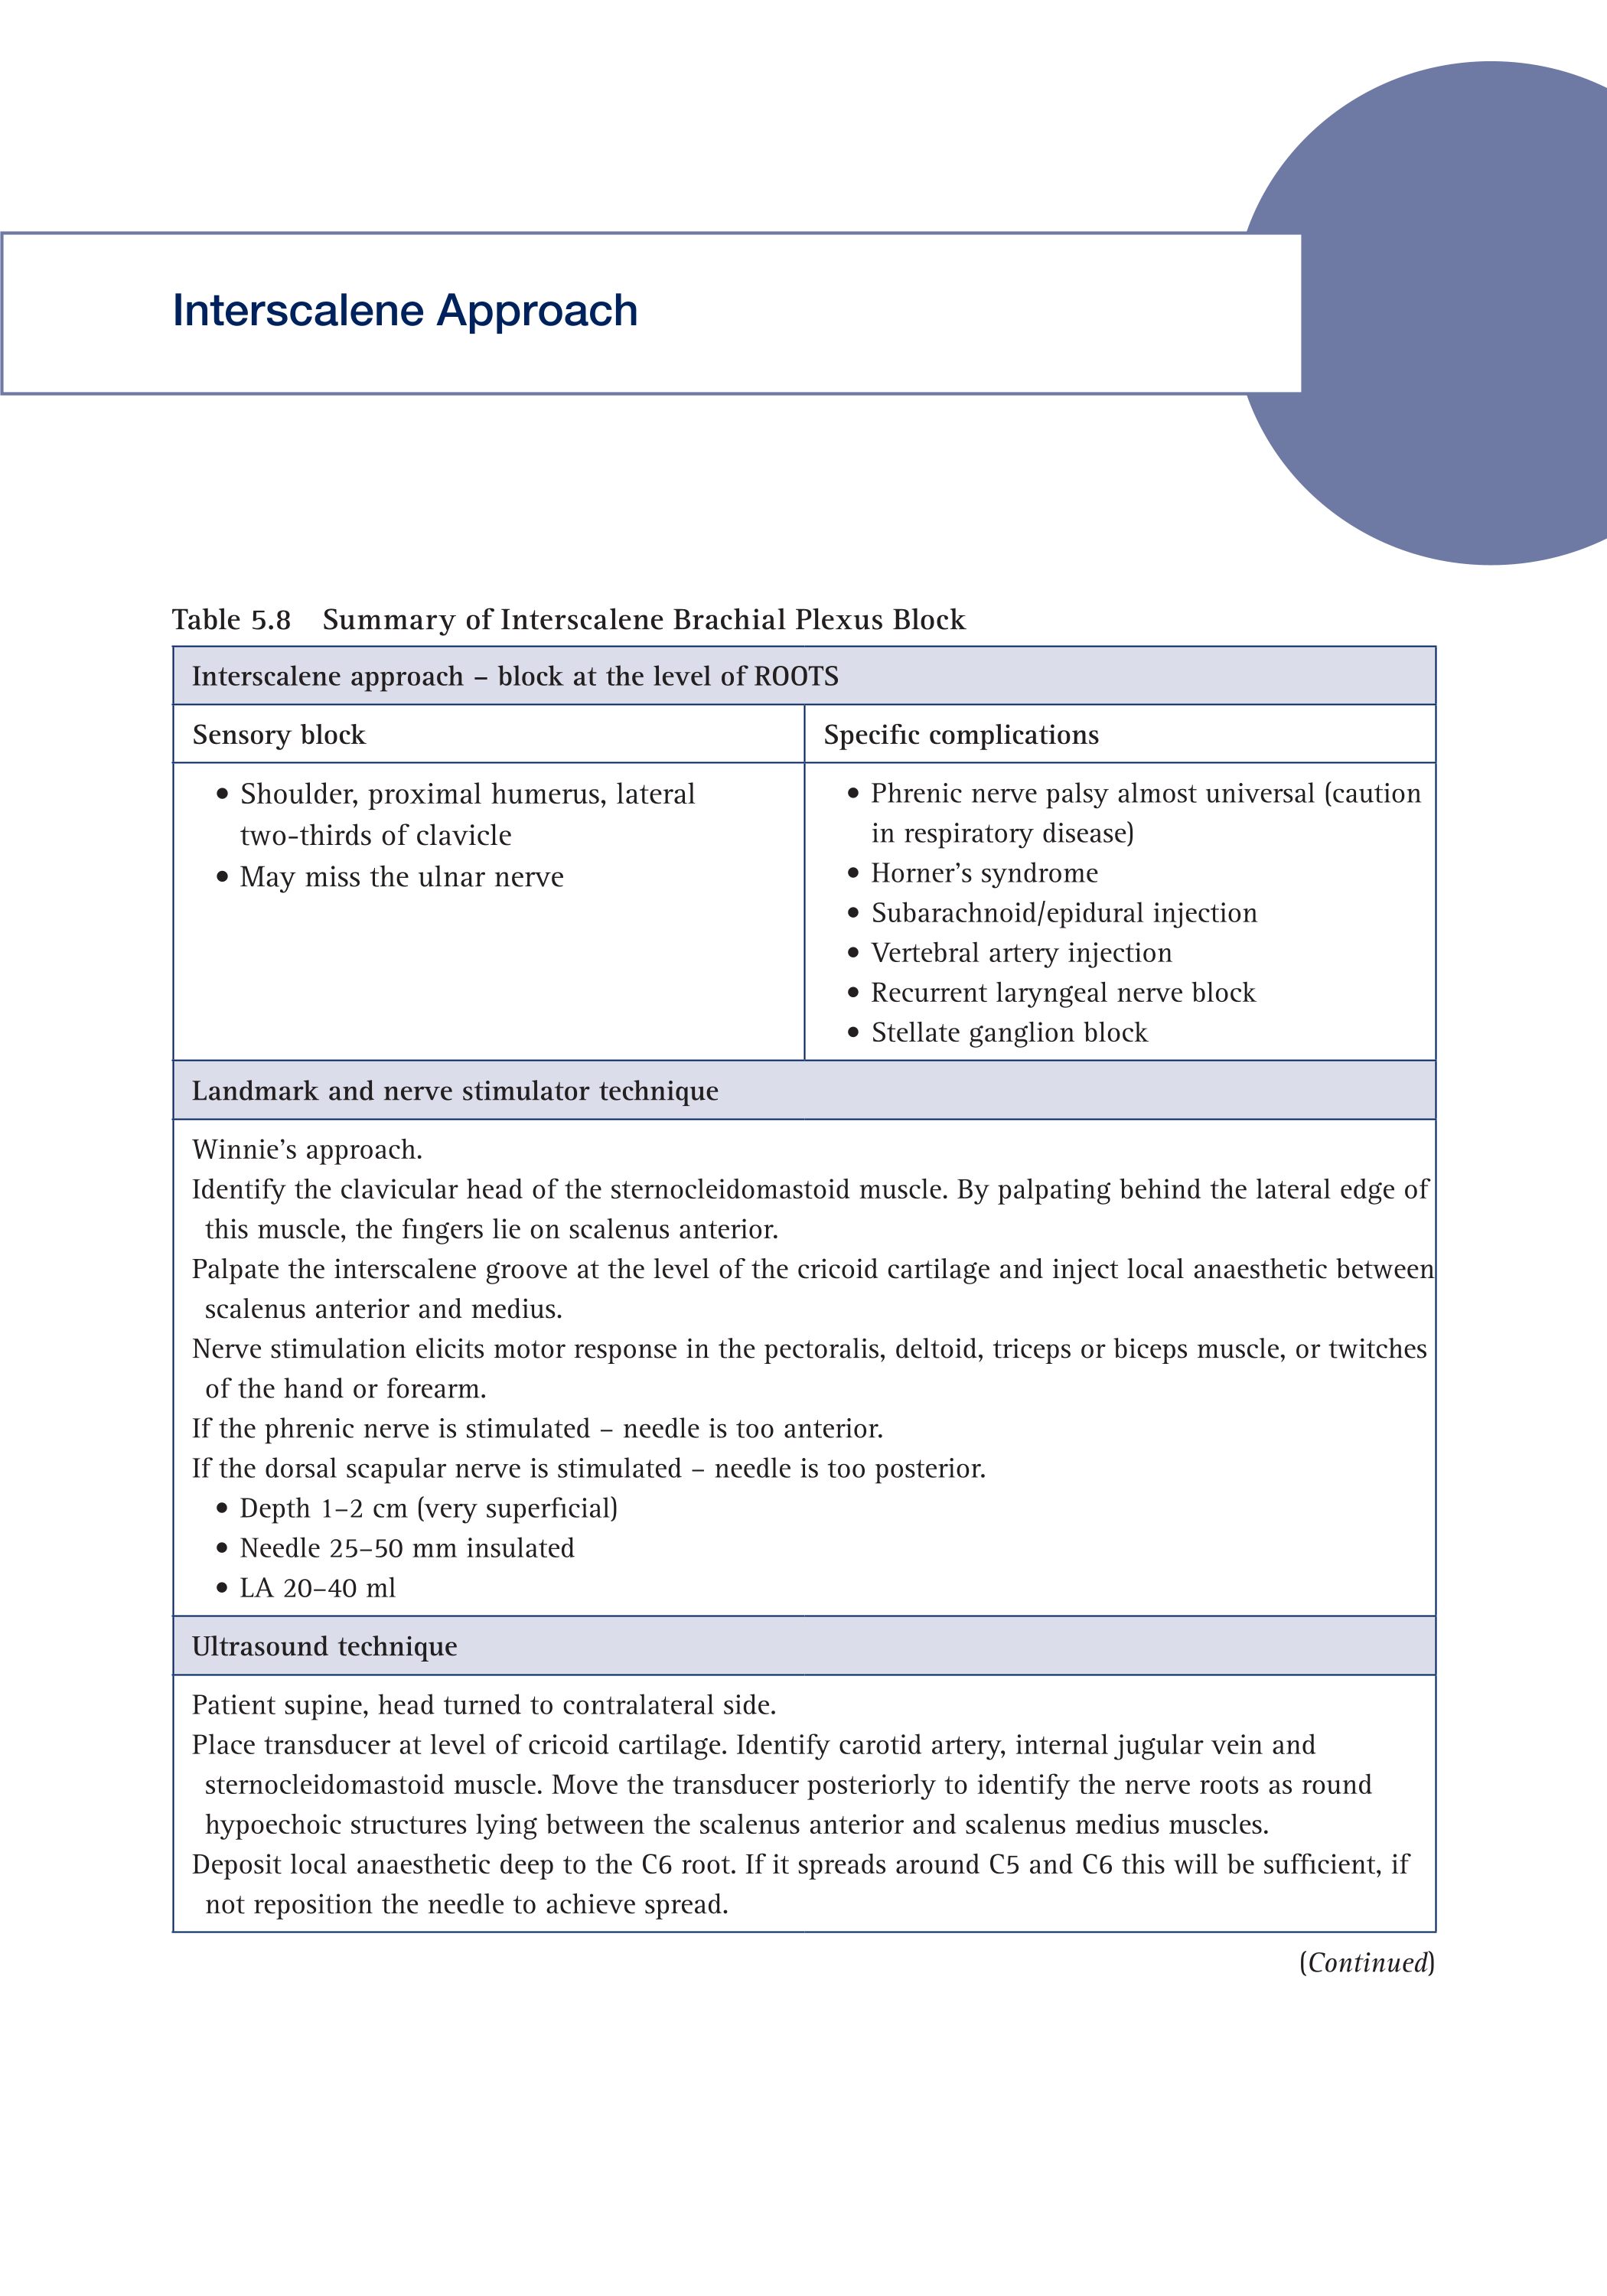 Interscalene Approach
Table 5.8 Summary of Interscalene Brachial Plexus Block
Interscalene approach – block at the level of ROOTS
Sensory block
Specific complications
• Shoulder, proximal humerus, lateral
two-thirds of clavicle
• May miss the ulnar nerve
• Phrenic nerve palsy almost universal (caution
in respiratory disease)
• Horner’s syndrome
• Subarachnoid/epidural injection
• Vertebral artery injection
• Recurrent laryngeal nerve block
• Stellate ganglion block
Landmark and nerve stimulator technique
Winnie’s approach.
Identify the clavicular head of the sternocleidomastoid muscle. By palpating behind the lateral edge of
this muscle, the fingers lie on scalenus anterior.
Palpate the interscalene groove at the level of the cricoid cartilage and inject local anaesthetic between
scalenus anterior and medius.
Nerve stimulation elicits motor response in the pectoralis, deltoid, triceps or biceps muscle, or twitches
of the hand or forearm.
If the phrenic nerve is stimulated – needle is too anterior.
If the dorsal scapular nerve is stimulated – needle is too posterior.
• Depth 1–2 cm (very superficial)
• Needle 25–50 mm insulated
• LA 20–40 ml
Ultrasound technique
Patient supine, head turned to contralateral side.
Place transducer at level of cricoid cartilage. Identify carotid artery, internal jugular vein and
sternocleidomastoid muscle. Move the transducer posteriorly to identify the nerve roots as round
hypoechoic structures lying between the scalenus anterior and scalenus medius muscles.
Deposit local anaesthetic deep to the C6 root. If it spreads around C5 and C6 this will be sufficient, if
not reposition the needle to achieve spread.
(Continued)